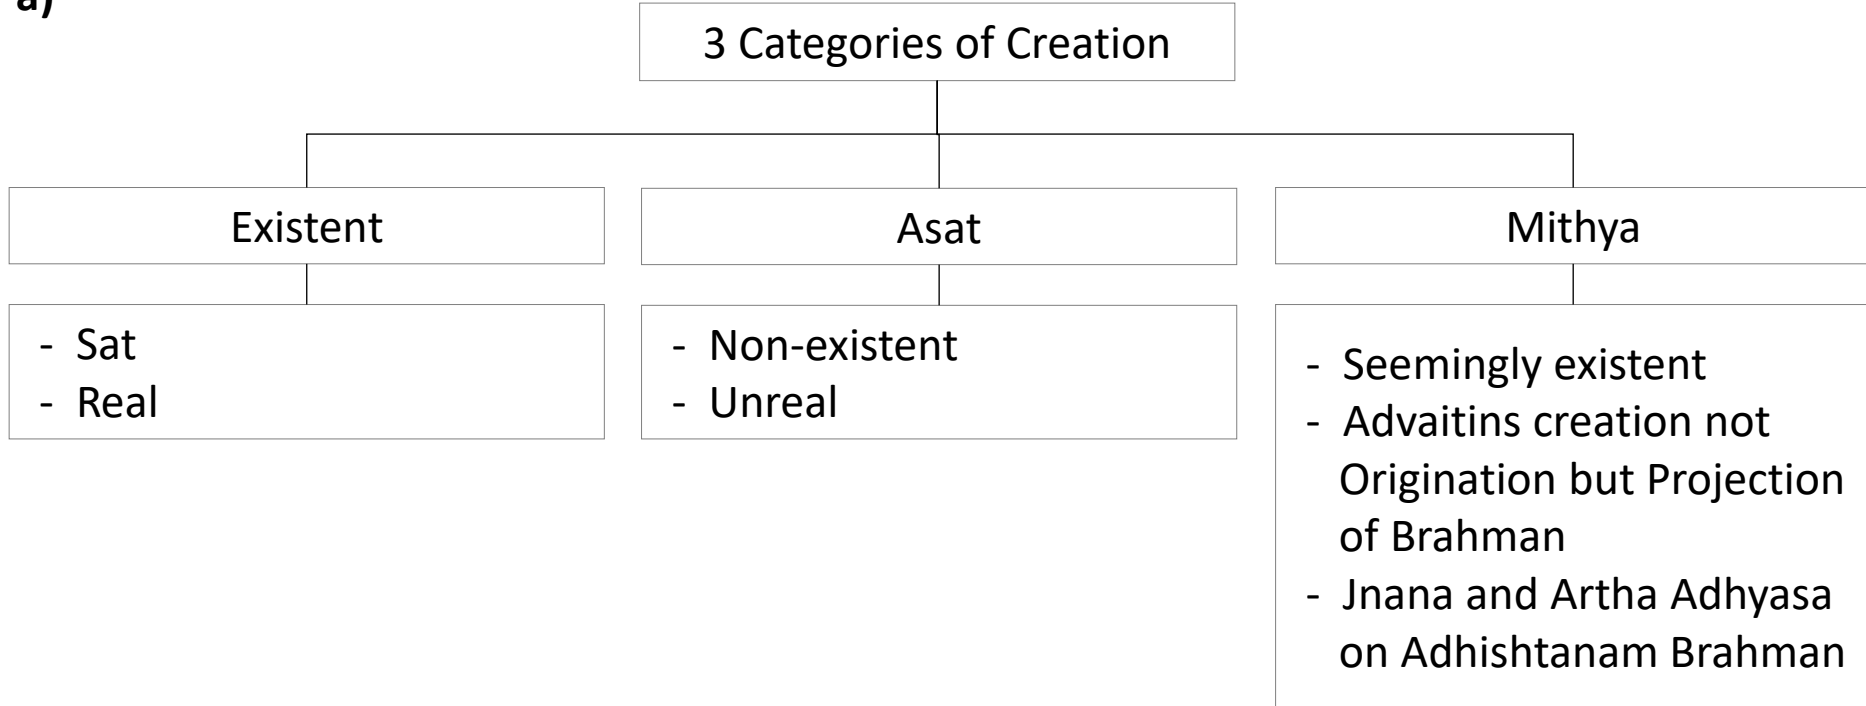 a)
3 Categories of Creation
Existent
Asat
Mithya
- Sat
- Real
- Non-existent
- Unreal
- Seemingly existent
- Advaitins creation not
Origination but Projection
of Brahman
- Jnana and Artha Adhyasa
on Adhishtanam Brahman